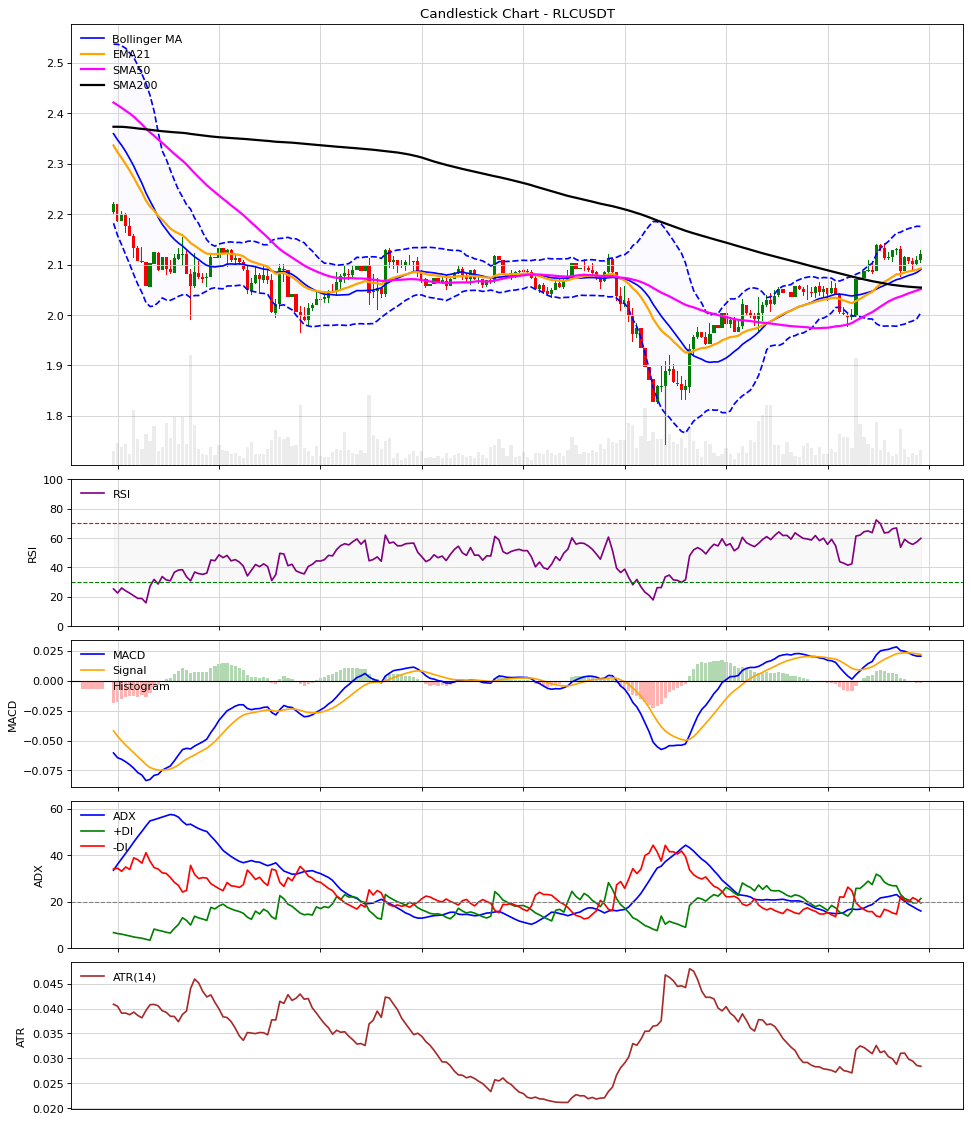 Candlestick Chart - RLCUSDT
Bollinger MA
EMA21
SMA50
SMA200
2.5
2.4
2.3
2.2
2.1
2.0
1.9
1.8
RSI
RSI
100
80
60
40
20
0
MACD
Signal
Histogram
MACD
0.025
0.000
−0.025
−0.050
−0.075
ADX
+DI
-DI
ADX
60
40
20
0
ATR(14)
ATR
0.045
0.040
0.035
0.030
0.025
0.020